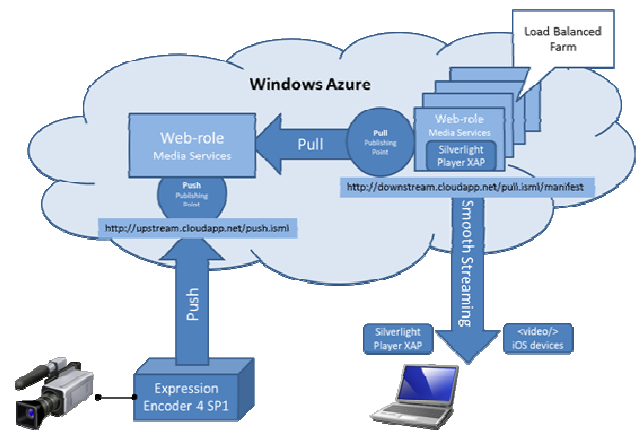 Load Balanced
Farm
Windows Azure
Web-role
Media Services
Pull
Pull
Publishing
Point
Web-role
Media Services
Silverlight
Player XAP
Push
Publishing
Point
http://downstream.cloudapp.net/pull.isml/manifest
http://upstream.cloudapp.net/push.isml
Smooth Streaming
Push
Silverlight
Player XAP
<video/>
iOS devices
Expression
Encoder 4 SP1